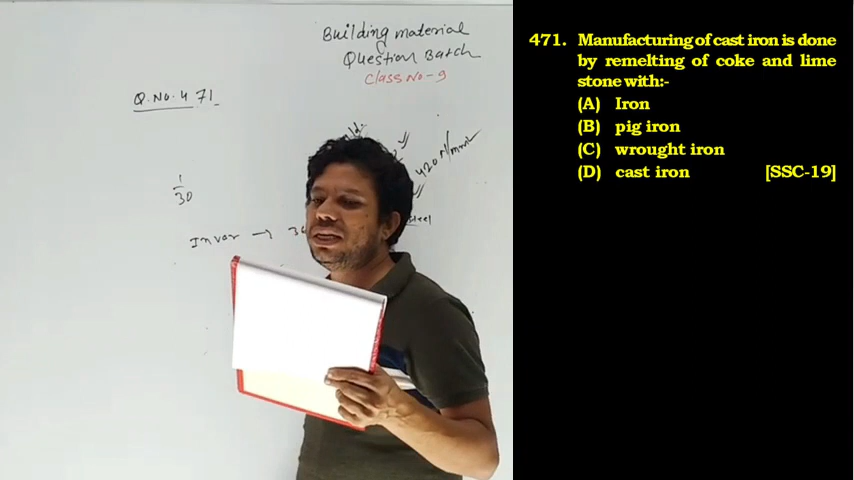 Building material
Question Batch
Class No-9
Q.No.471
420 N/mm²
1
30
Invar → 36
steel
471. Manufacturing of cast iron is done
by remelting of coke and lime
stone with:-
(A) Iron
(B) pig iron
(C) wrought iron
(D) cast iron [SSC-19]